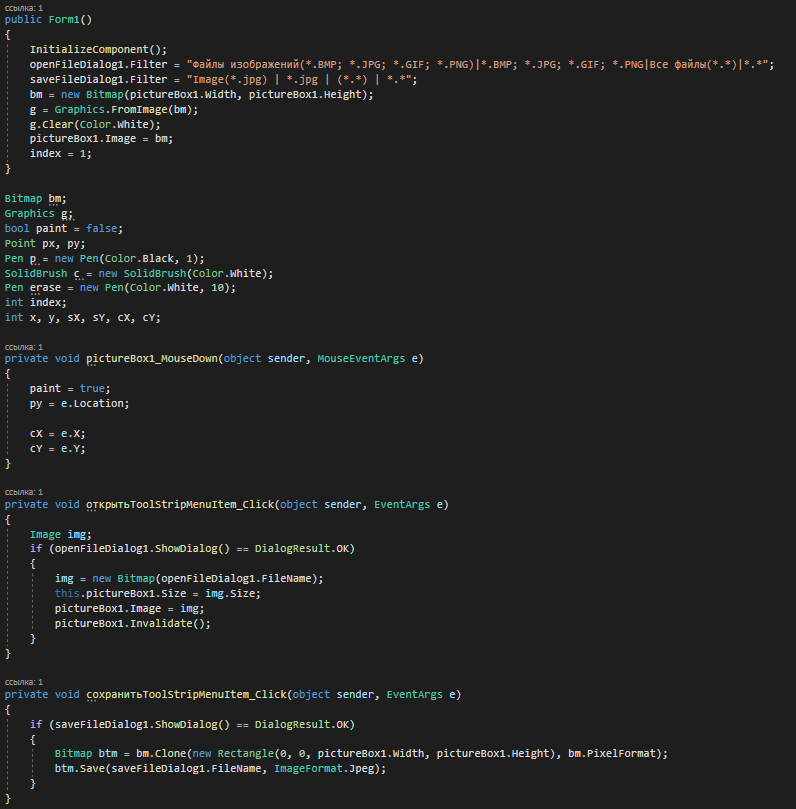 ссылка: 1
public Form1()
{
InitializeComponent();
openFileDialog1.Filter = "Файлы изображений(*.BMP; *.JPG; *.GIF; *.PNG)|*.BMP; *.JPG; *.GIF; *.PNG|Все файлы(*.*)|*.*";
saveFileDialog1.Filter = "Image(*.jpg) | *.jpg | (*.*) | *.*";
bm = new Bitmap(pictureBox1.Width, pictureBox1.Height);
g = Graphics.FromImage(bm);
g.Clear(Color.White);
pictureBox1.Image = bm;
index = 1;
}
Bitmap bm;
Graphics g;
bool paint = false;
Point px, py;
Pen p = new Pen(Color.Black, 1);
SolidBrush c = new SolidBrush(Color.White);
Pen erase = new Pen(Color.White, 10);
int index;
int x, y, sX, sY, cX, cY;
ссылка: 1
private void pictureBox1_MouseDown(object sender, MouseEventArgs e)
{
paint = true;
py = e.Location;
cX = e.X;
cY = e.Y;
}
ссылка: 1
private void открытьToolStripMenuItem_Click(object sender, EventArgs e)
{
Image img;
if (openFileDialog1.ShowDialog() == DialogResult.OK)
{
img = new Bitmap(openFileDialog1.FileName);
this.pictureBox1.Size = img.Size;
pictureBox1.Image = img;
pictureBox1.Invalidate();
}
}
ссылка: 1
private void сохранитьToolStripMenuItem_Click(object sender, EventArgs e)
{
if (saveFileDialog1.ShowDialog() == DialogResult.OK)
{
Bitmap btm = bm.Clone(new Rectangle(0, 0, pictureBox1.Width, pictureBox1.Height), bm.PixelFormat);
btm.Save(saveFileDialog1.FileName, ImageFormat.Jpeg);
}
}